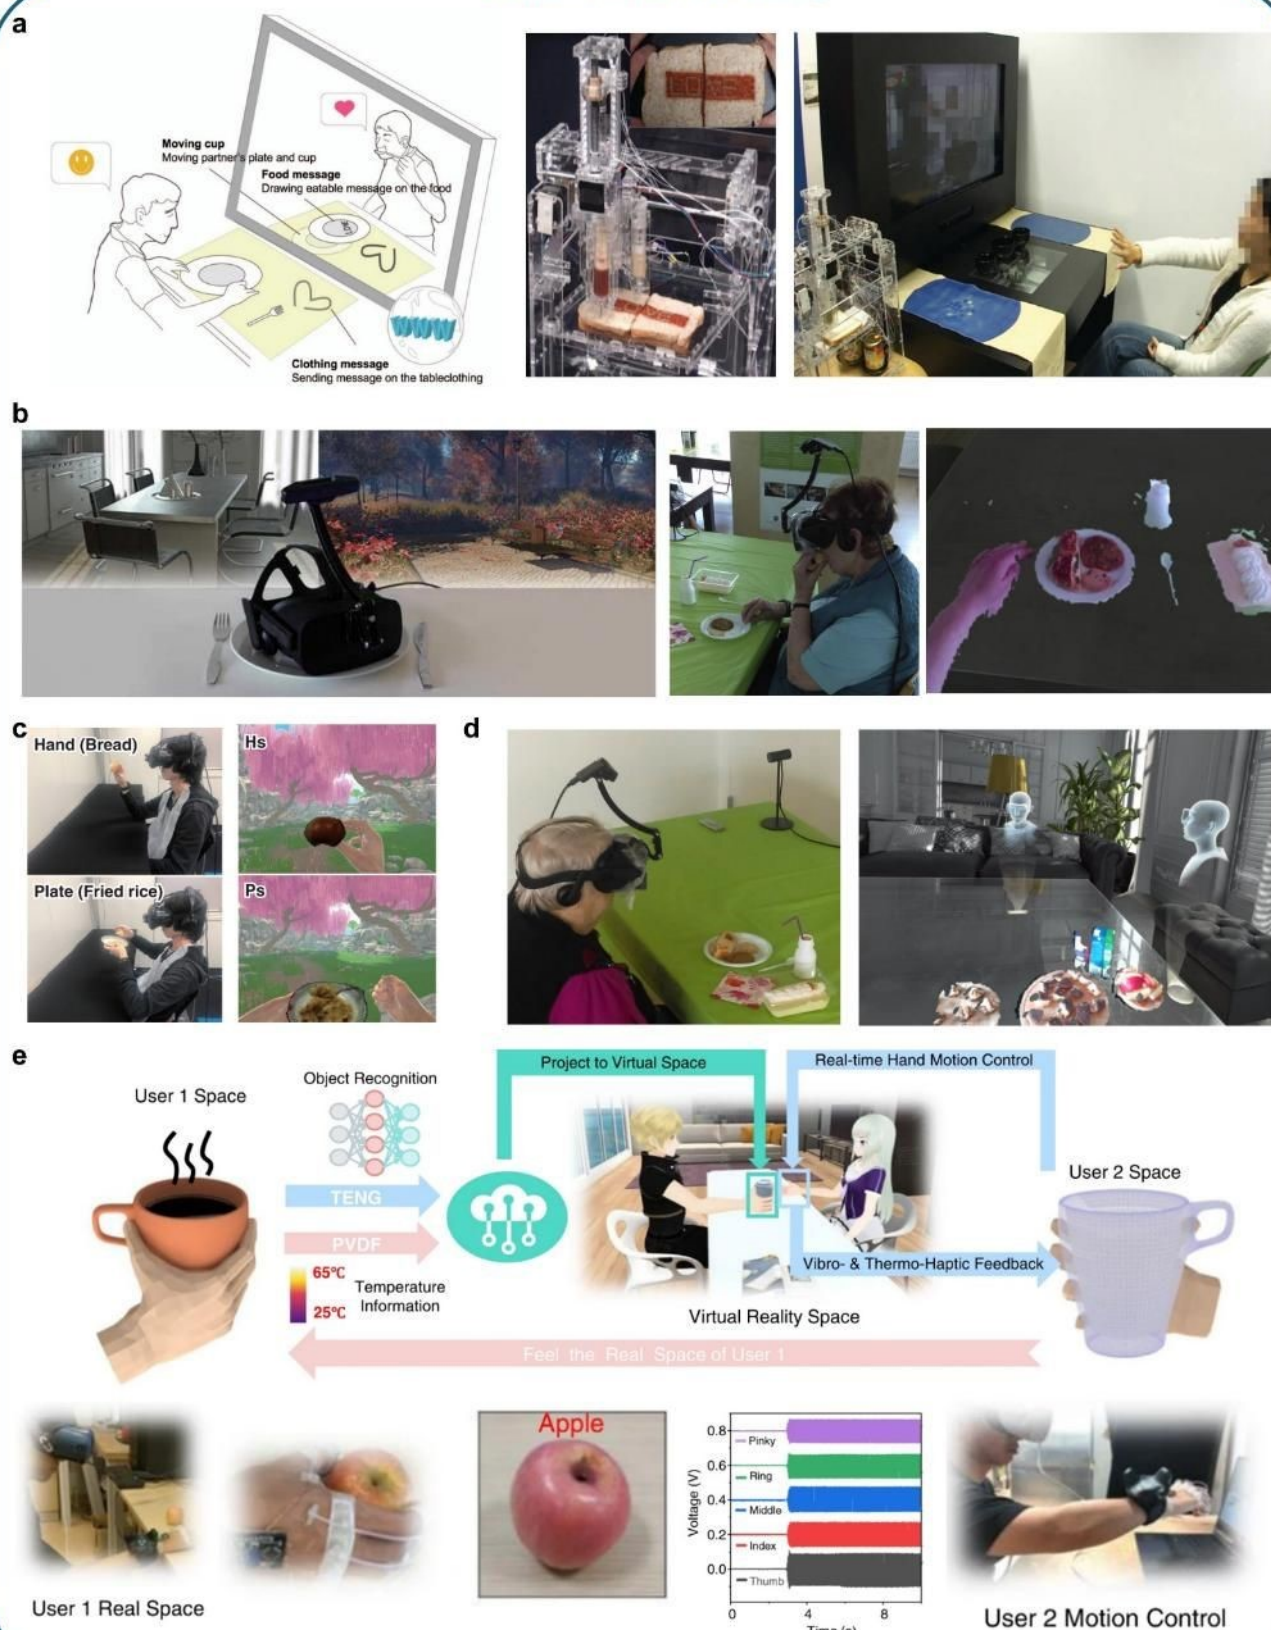 a
Moving cup
Moving partner's plate and cup
Food message
Drawing eatable message on the food
Clothing message
Sending message on the tableclothing
b
c
Hand (Bread)
Hs
Plate (Fried rice)
Ps
d
e
User 1 Space
Object Recognition
TENG
PVDF
65℃
25℃
Temperature
Information
Project to Virtual Space
Real-time Hand Motion Control
User 2 Space
Vibro- & Thermo-Haptic Feedback
Virtual Reality Space
Feel the Real Space of User 1
User 1 Real Space
Apple
Voltage (V)
0.8
0.6
0.4
0.2
0.0
Pinky
Ring
Middle
Index
Thumb
0
4
8
User 2 Motion Control